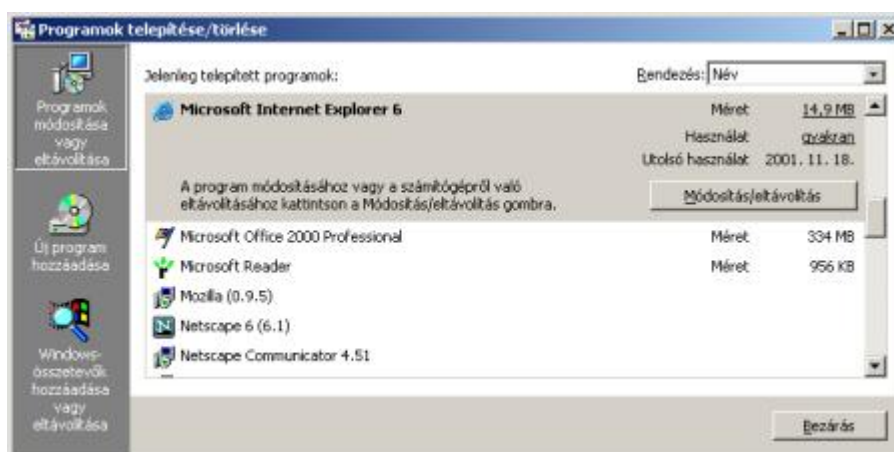 Programok telepítése/törlése
Programok
módosítása
vagy
eltávolítása
Új program
hozzáadása
Windows-
összetevők
hozzáadása
vagy
eltávolítása
Jelenleg telepített programok:
Rendezés: Név
Microsoft Internet Explorer 6 Méret 14,9 MB
Használat gyakran
Utolsó használat 2001. 11. 18.
A program módosításához vagy a számítógépről való
eltávolításához kattintson a Módosítás/eltávolítás gombra.
Módosítás/eltávolítás
Microsoft Office 2000 Professional Méret 334 MB
Microsoft Reader Méret 956 KB
Mozilla (0.9.5)
Netscape 6 (6.1)
Netscape Communicator 4.51
Bezárás